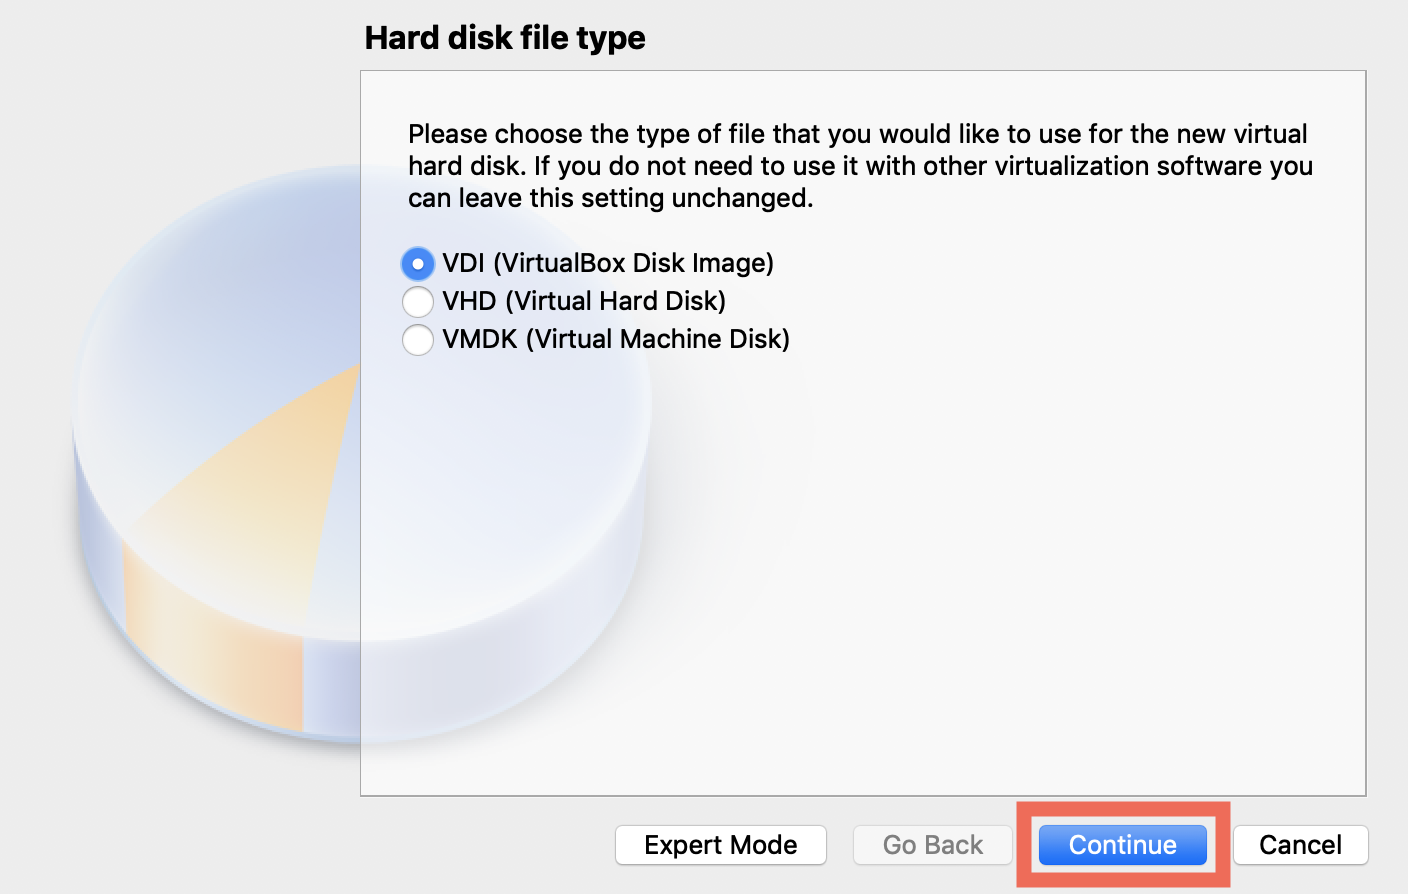 Hard disk file type
Please choose the type of file that you would like to use for the new virtual
hard disk. If you do not need to use it with other virtualization software you
can leave this setting unchanged.
VDI (VirtualBox Disk Image)
VHD (Virtual Hard Disk)
VMDK (Virtual Machine Disk)
Expert Mode
Go Back
Continue
Cancel